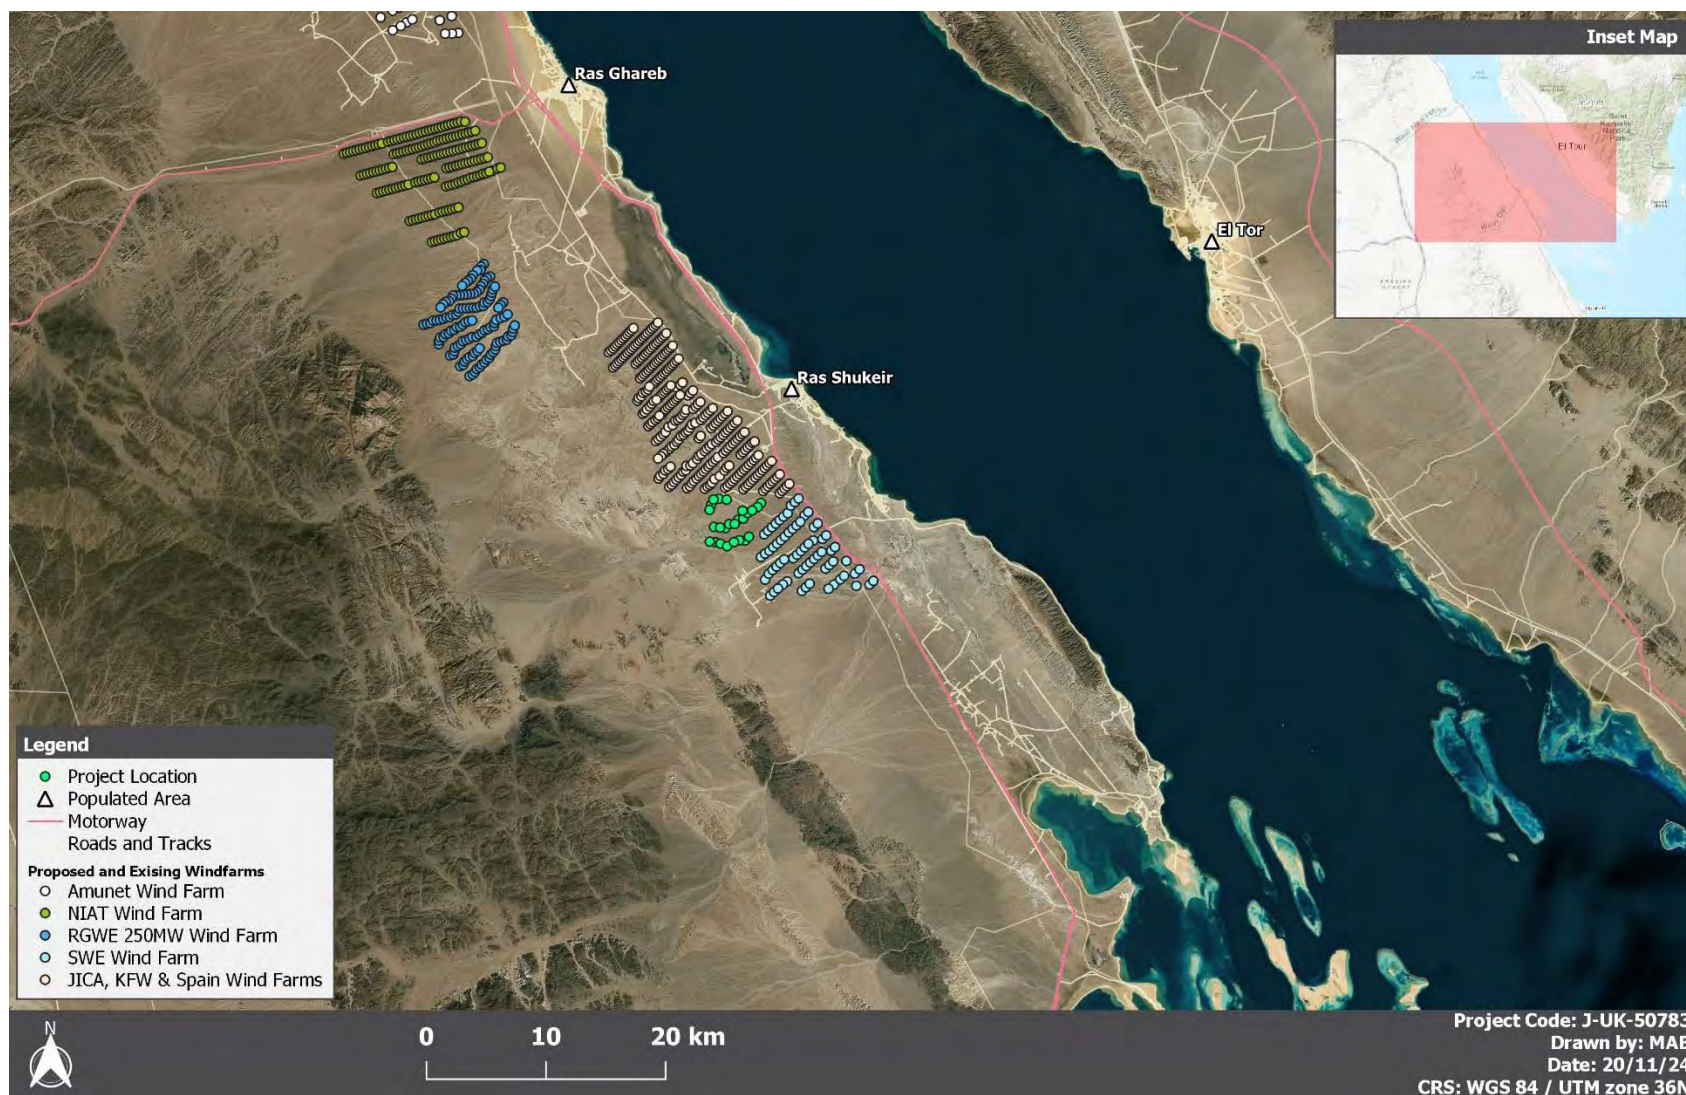 Inset Map
Ras Ghareb
El Tour
El Tor
Ras Shukeir
Legend
Project Location
Populated Area
Motorway
Roads and Tracks
Proposed and Exising Windfarms
Amunet Wind Farm
NIAT Wind Farm
RGWE 250MW Wind Farm
SWE Wind Farm
JICA, KFW & Spain Wind Farms
N
0 10 20 km
Project Code: J-UK-50783
Drawn by: MAB
Date: 20/11/24
CRS: WGS 84 / UTM zone 36N